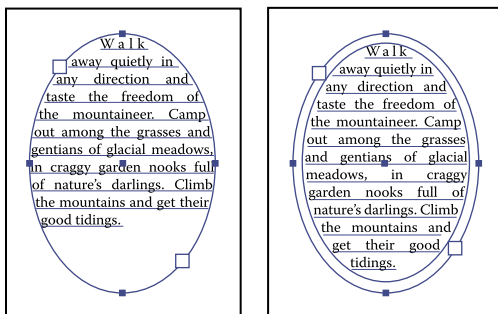 Walk
away quietly in
any direction and
taste the freedom of
the mountaineer. Camp
out among the grasses and
gentians of glacial meadows,
in craggy garden nooks full
of nature's darlings. Climb
the mountains and get their
good tidings.
Walk
away quietly in
any direction and
taste the freedom of
the mountaineer. Camp
out among the grasses
and gentians of glacial
meadows, in craggy
garden nooks full of
nature's darlings. Climb
the mountains and
get their good
tidings.